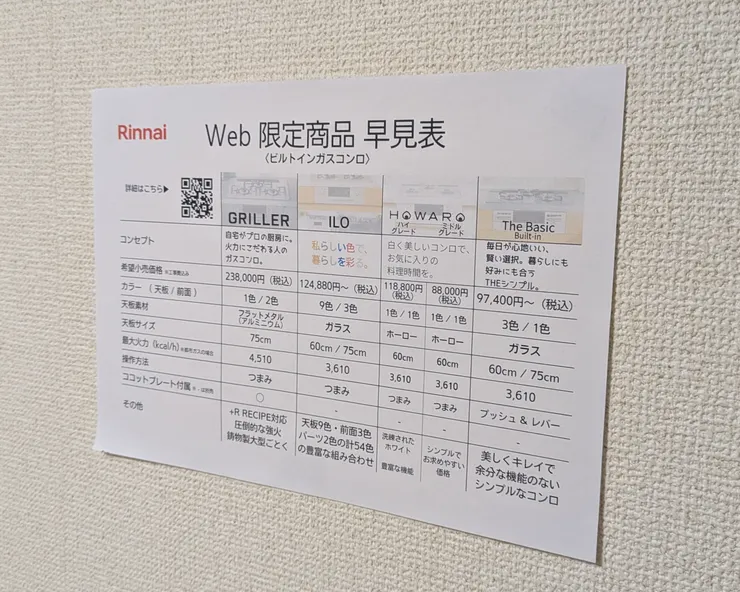 Rinnai
Web 限定商品 早見表
〈ビルトインガスコンロ〉
詳細はこちら▶
GRILLER
ILO
HOWARO
ハイグレード
ミドルグレード
The Basic
Built-in
コンセプト
自宅がプロの厨房に。
火力にこだわる人の
ガスコンロ。
私らしい色で、
暮らしを彩る。
白く美しいコンロで、
お気に入りの
料理時間を。
毎日が心地いい、
賢い選択。暮らしにも
好みにも合う
THEシンプル。
希望小売価格 ※工事費込み
238,000円（税込）
124,880円～（税込）
118,800円（税込）
88,000円（税込）
97,400円～（税込）
カラー （ 天板 / 前面 ）
1色 / 2色
9色 / 3色
1色 / 1色
1色 / 1色
3色 / 1色
天板素材
フラットメタル
（アルミニウム）
ガラス
ホーロー
ホーロー
ガラス
天板サイズ
75cm
60cm / 75cm
60cm
60cm
60cm / 75cm
最大火力（kcal/h）※都市ガスの場合
4,510
3,610
3,610
3,610
3,610
操作方法
つまみ
つまみ
つまみ
つまみ
プッシュ & レバー
ココットプレート付属
○
-
-
-
-
その他
+R RECIPE対応
圧倒的な強火
鋳物製大型ごとく
天板9色・前面3色
パーツ2色の計54色
の豊富な組み合わせ
洗練された
ホワイト
豊富な機能
シンプルで
お求めやすい
価格
美しくキレイで
余分な機能のない
シンプルなコンロ